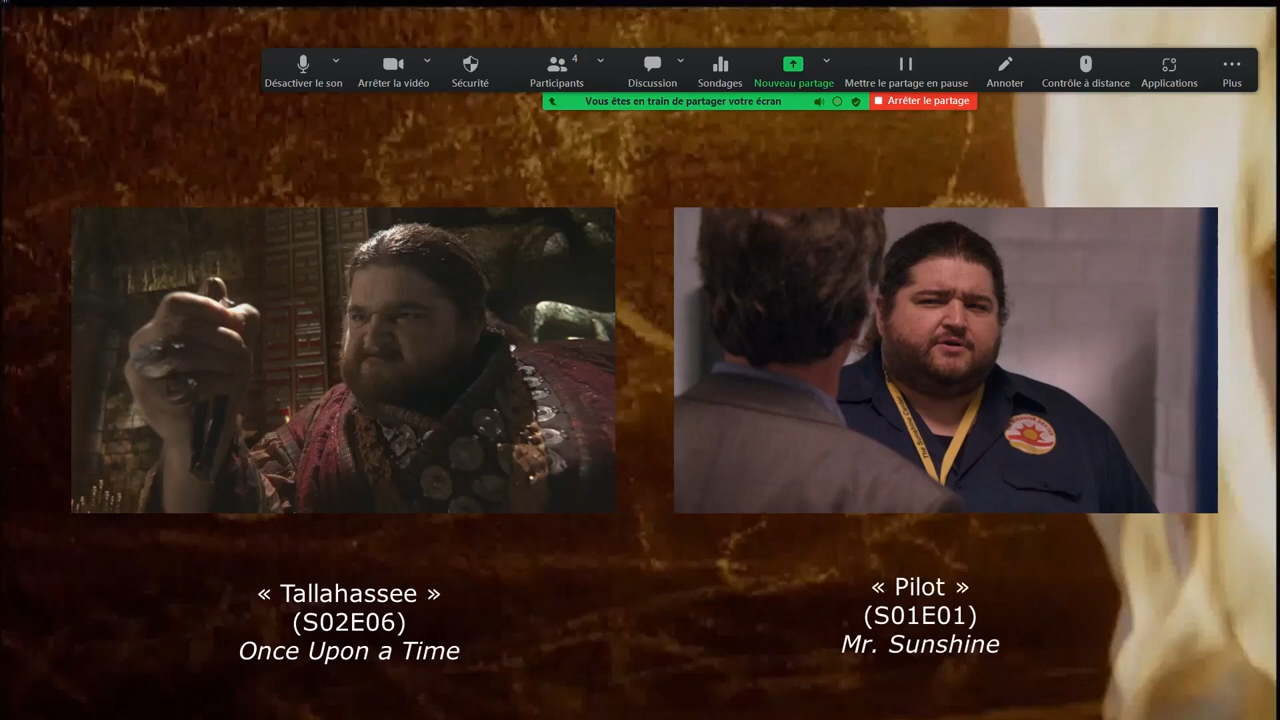 Désactiver le son
Arrêter la vidéo
Sécurité
4
Participants
Discussion
Sondages
Nouveau partage
Mettre le partage en pause
Annoter
Contrôle à distance
Applications
Plus
Vous êtes en train de partager votre écran
Arrêter le partage
« Tallahassee »
(S02E06)
Once Upon a Time
« Pilot »
(S01E01)
Mr. Sunshine